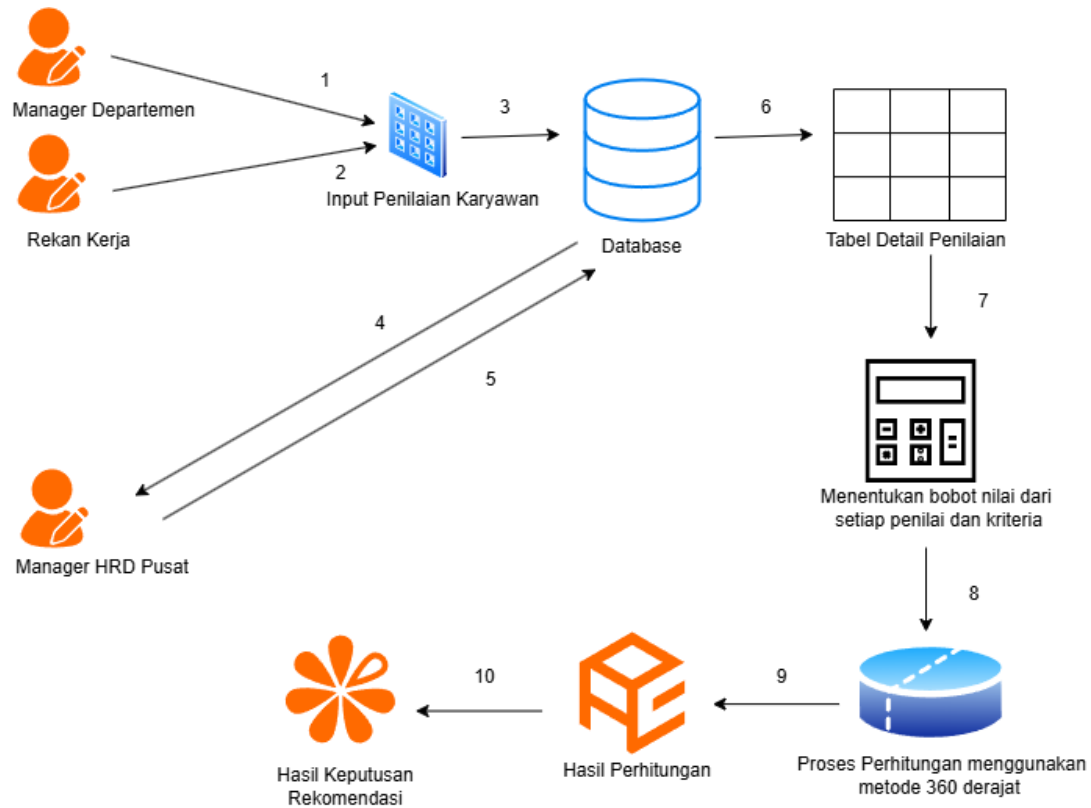 Manager Departemen
1
Rekan Kerja
2
Input Penilaian Karyawan
3
Database
6
Tabel Detail Penilaian
4
5
7
Manager HRD Pusat
Menentukan bobot nilai dari
setiap penilai dan kriteria
8
Proses Perhitungan menggunakan
metode 360 derajat
9
Hasil Perhitungan
10
Hasil Keputusan
Rekomendasi